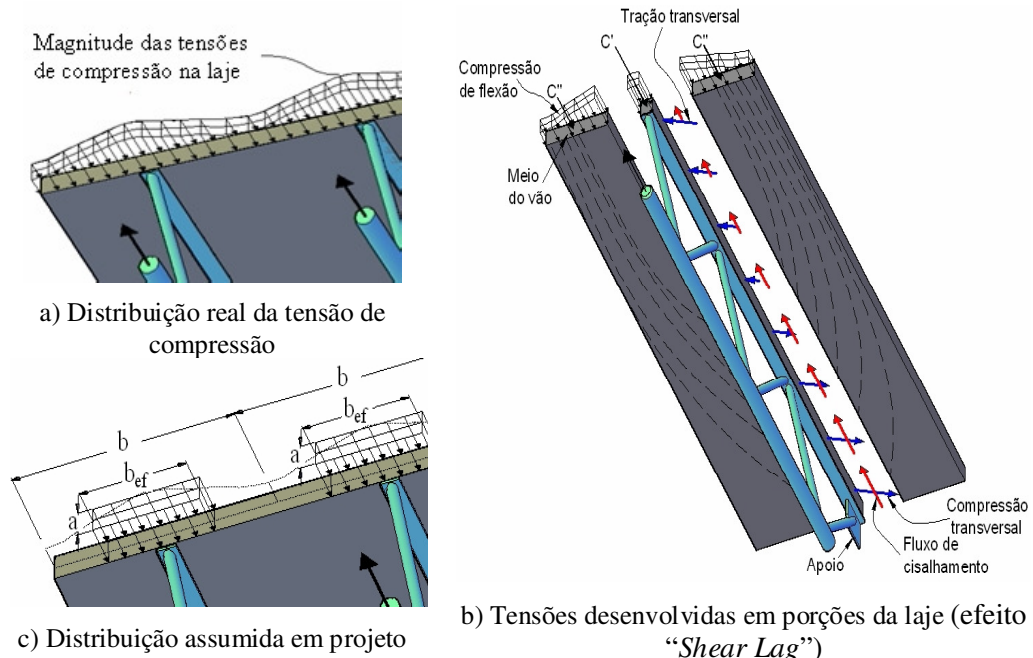 Magnitude das tensões
de compressão na laje
a) Distribuição real da tensão de
compressão
b
b
bef
bef
a
a
c) Distribuição assumida em projeto
Tração transversal
C'
C"
Compressão
de flexão
C"
Meio
do vão
Compressão
transversal
Fluxo de
cisalhamento
Apoio
b) Tensões desenvolvidas em porções da laje (efeito
“Shear Lag”)